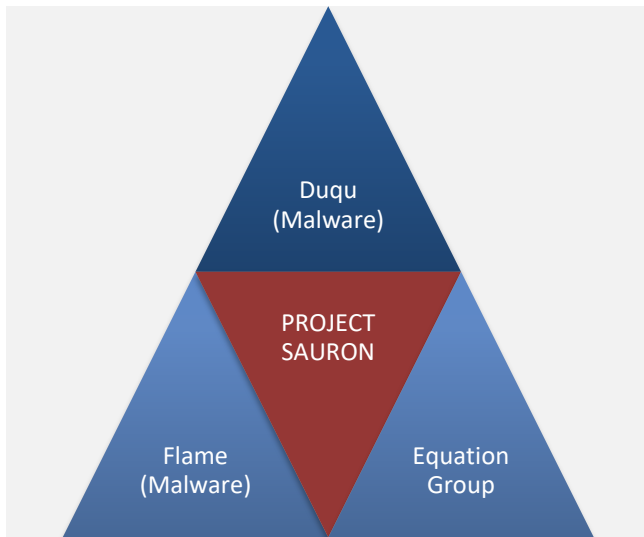 Duqu
(Malware)
PROJECT
SAURON
Flame
(Malware)
Equation
Group